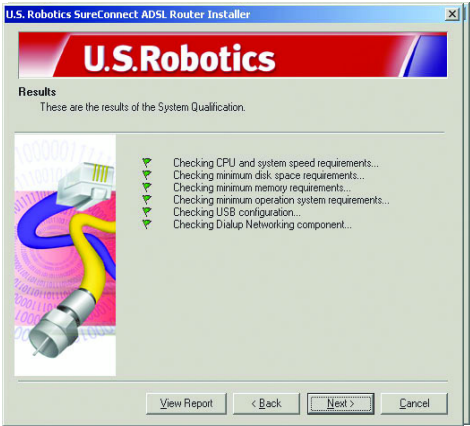 U.S. Robotics SureConnect ADSL Router Installer
U.S.Robotics
Results
These are the results of the System Qualification.
Checking CPU and system speed requirements...
Checking minimum disk space requirements...
Checking minimum memory requirements...
Checking minimum operation system requirements...
Checking USB configuration...
Checking Dialup Networking component...
View Report
< Back
Next >
Cancel